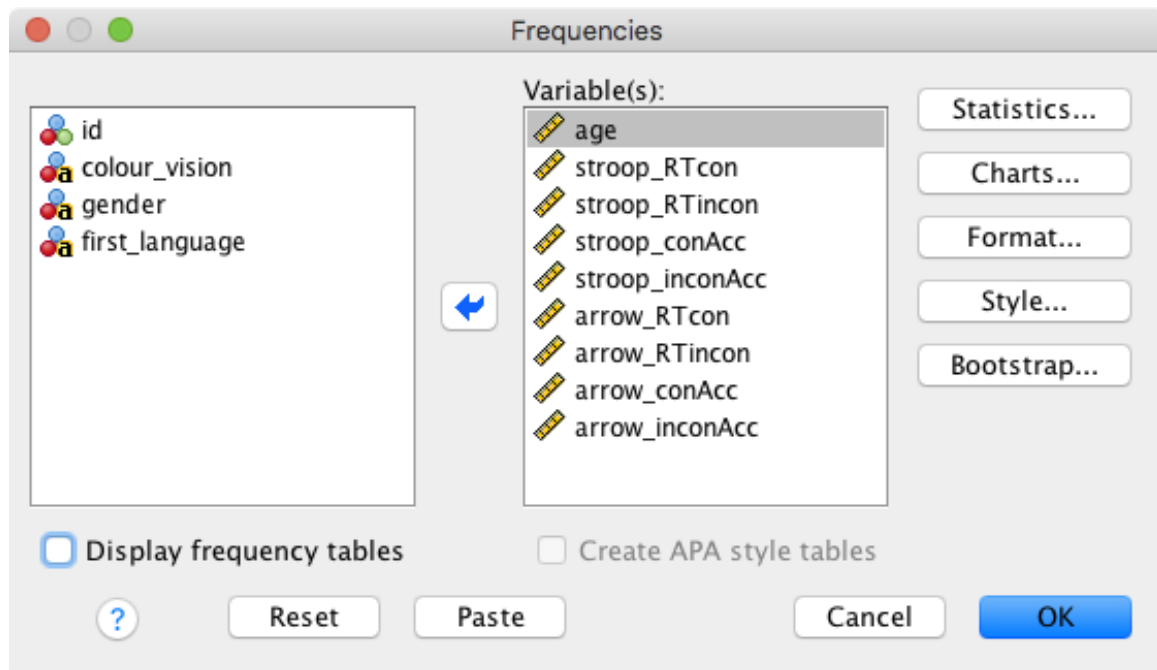 Frequencies
Variable(s):
id
a colour_vision
a gender
a first_language
age
stroop_RTcon
stroop_RTincon
stroop_conAcc
stroop_inconAcc
arrow_RTcon
arrow_RTincon
arrow_conAcc
arrow_inconAcc
Statistics...
Charts...
Format...
Style...
Bootstrap...
Display frequency tables
Create APA style tables
?
Reset
Paste
Cancel
OK